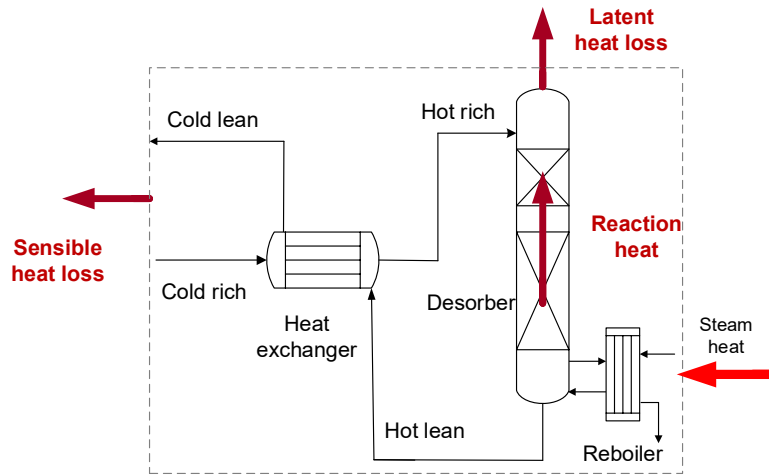 Latent
heat loss
Cold lean
Hot rich
Sensible
heat loss
Cold rich
Reaction
heat
Heat
exchanger
Desorber
Steam
heat
Hot lean
Reboiler